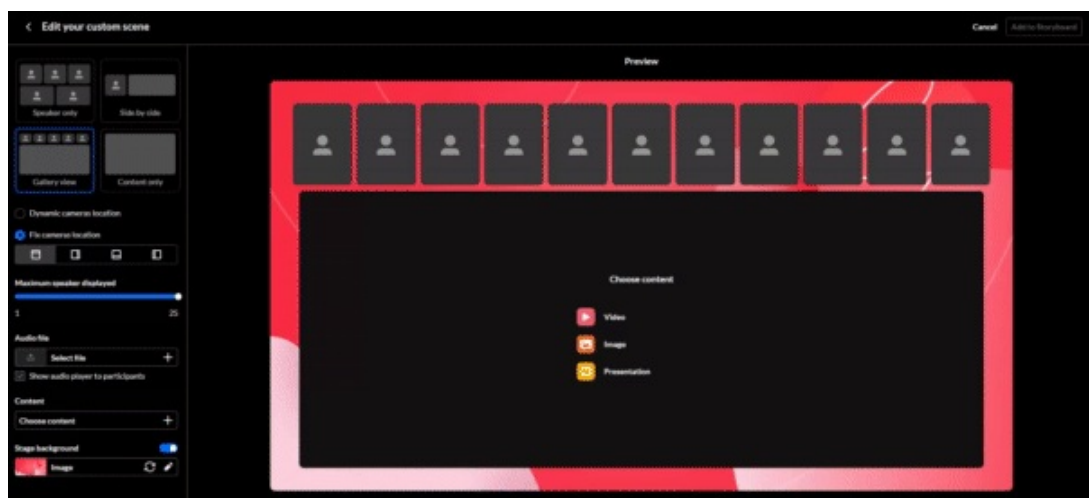 Edit your custom scene
Cancel
Add to Storyboard
Preview
Speaker only
Side by side
Gallery view
Content only
Dynamic cameras location
Fix cameras location
Maximum speaker displayed
1
25
Audio file
Select file
Show audio player to participants
Content
Choose content
Stage background
Image
Choose content
Video
Image
Presentation